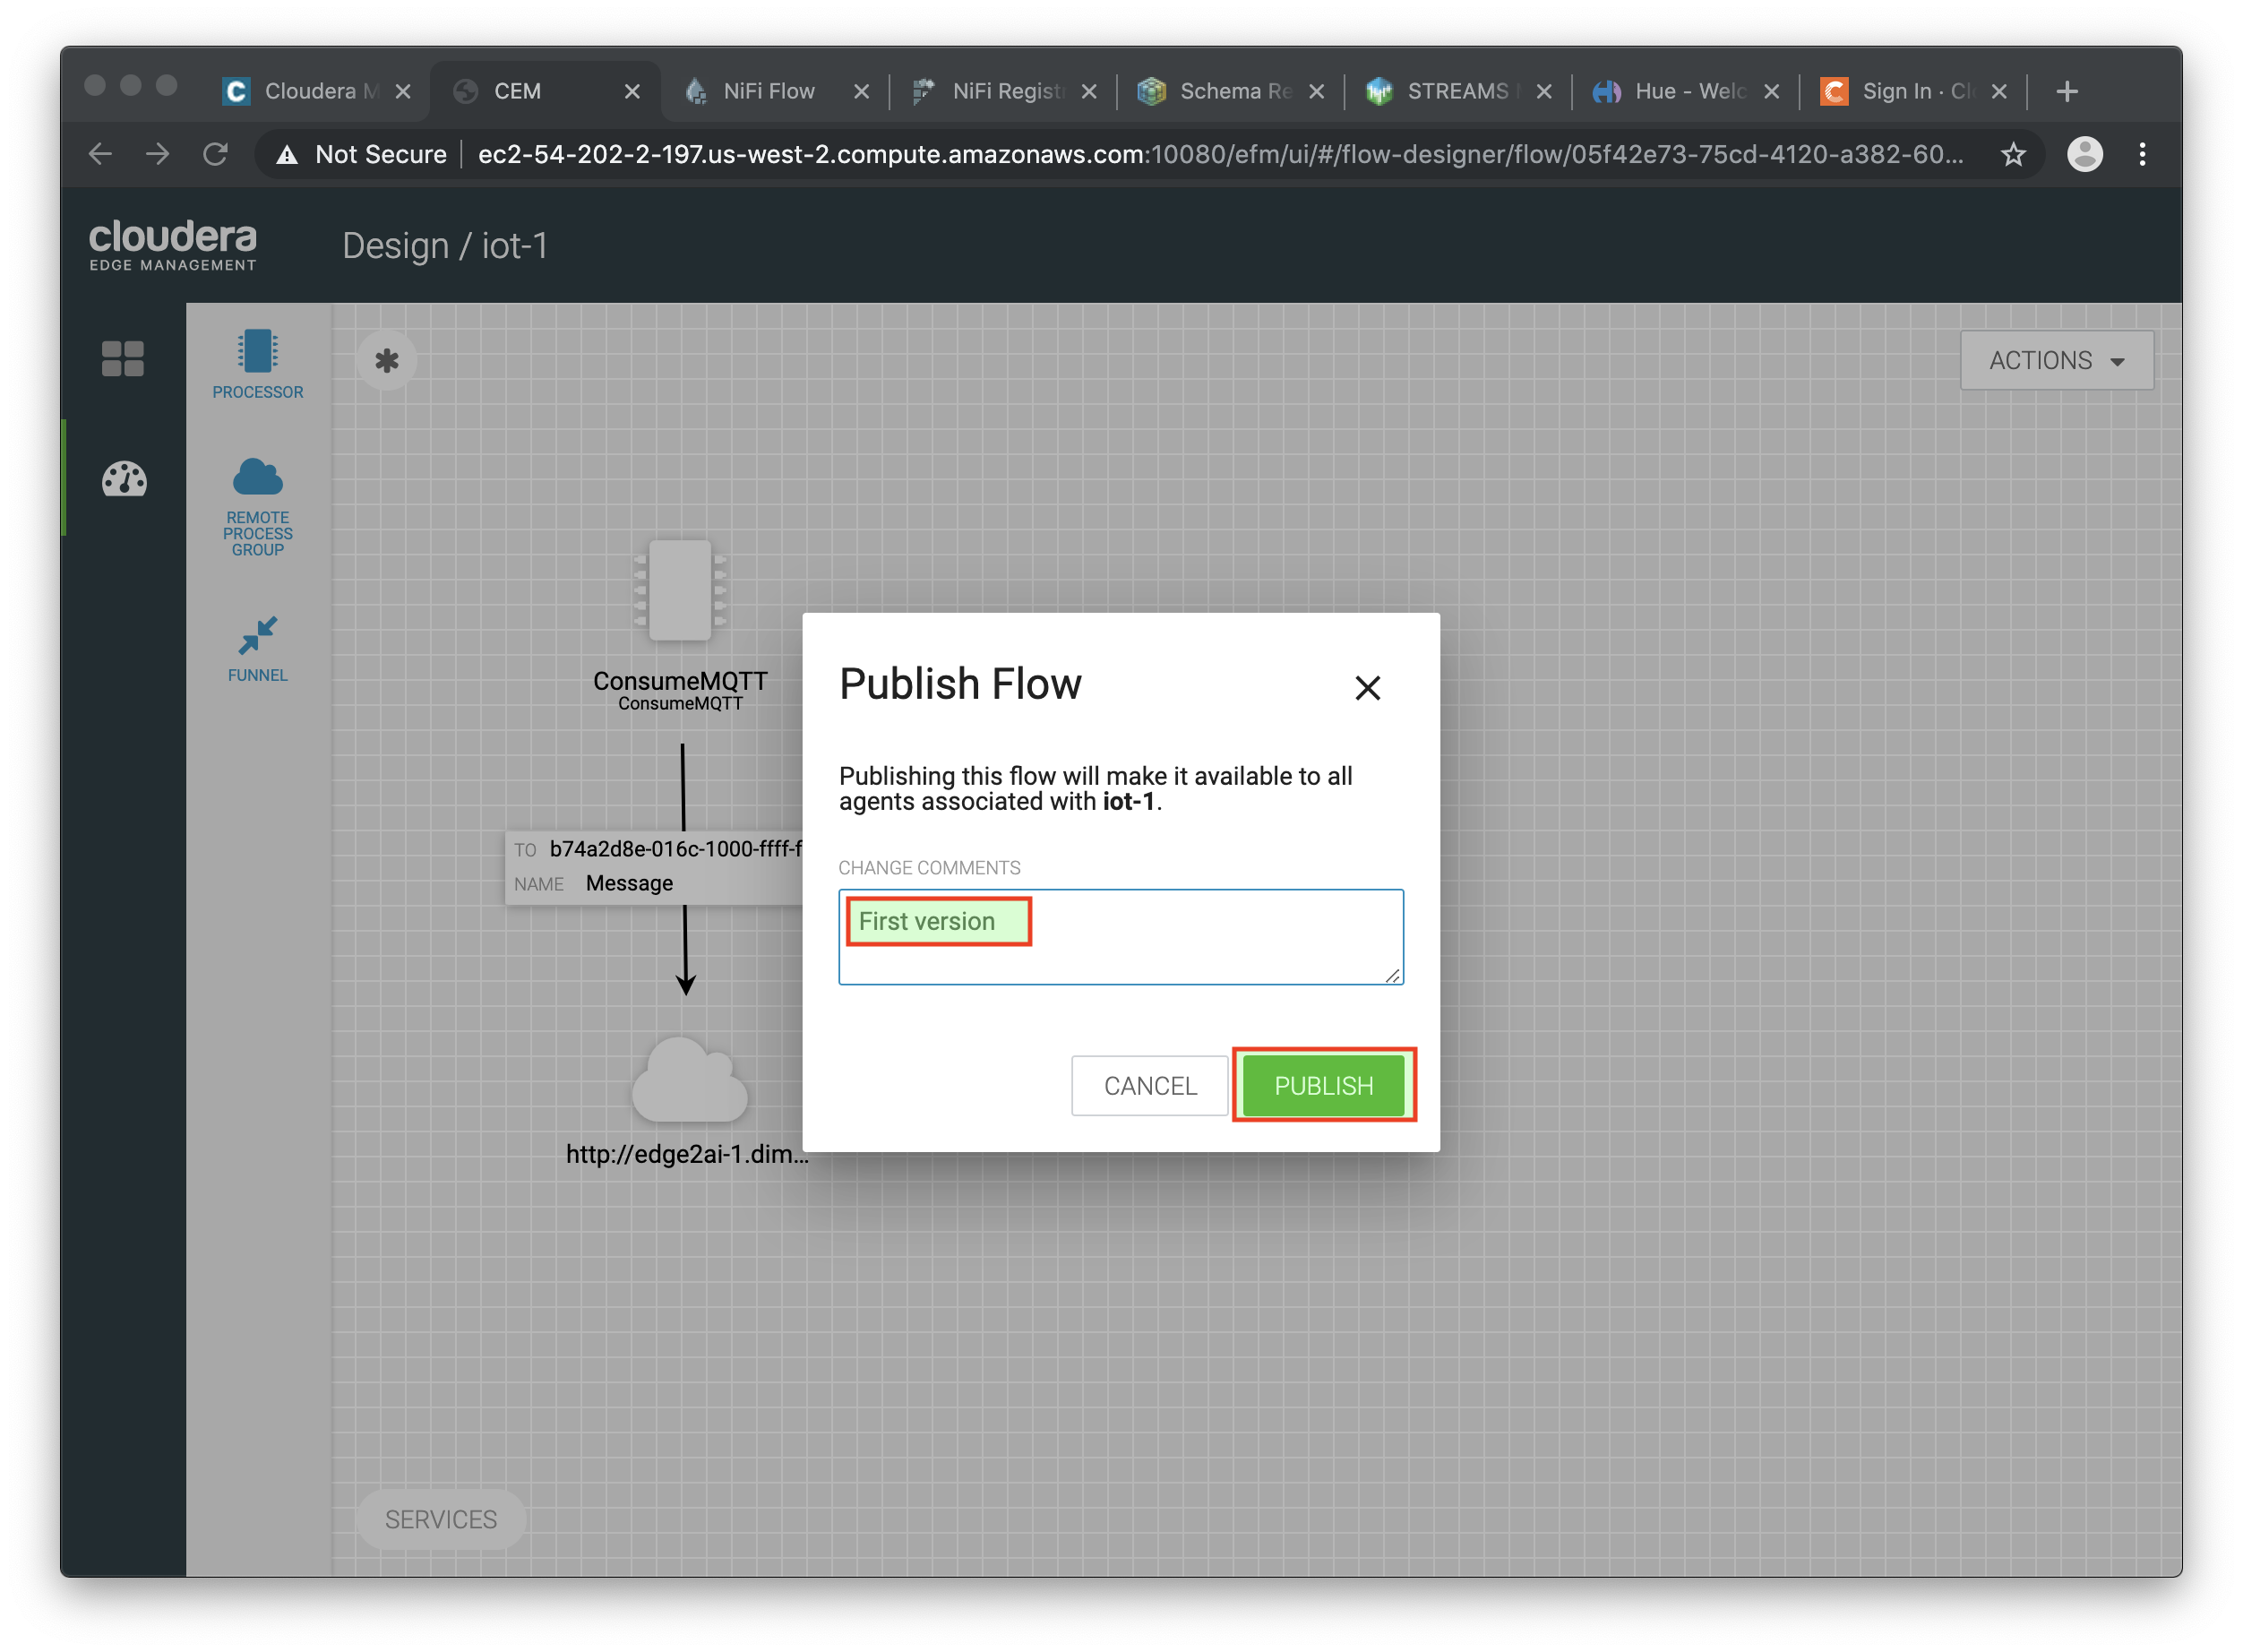 Cloudera M
CEM
NiFi Flow
NiFi Regist
Schema Re
STREAMS
Hue - Welc
Sign In · Cl
Not Secure
ec2-54-202-2-197.us-west-2.compute.amazonaws.com:10080/efm/ui/#/flow-designer/flow/05f42e73-75cd-4120-a382-60...
cloudera
EDGE MANAGEMENT
Design / iot-1
PROCESSOR
REMOTE
PROCESS
GROUP
FUNNEL
ACTIONS
ConsumeMQTT
ConsumeMQTT
TO b74a2d8e-016c-1000-ffff-f
NAME Message
http://edge2ai-1.dim...
Publish Flow
Publishing this flow will make it available to all
agents associated with iot-1.
CHANGE COMMENTS
First version
CANCEL
PUBLISH
SERVICES